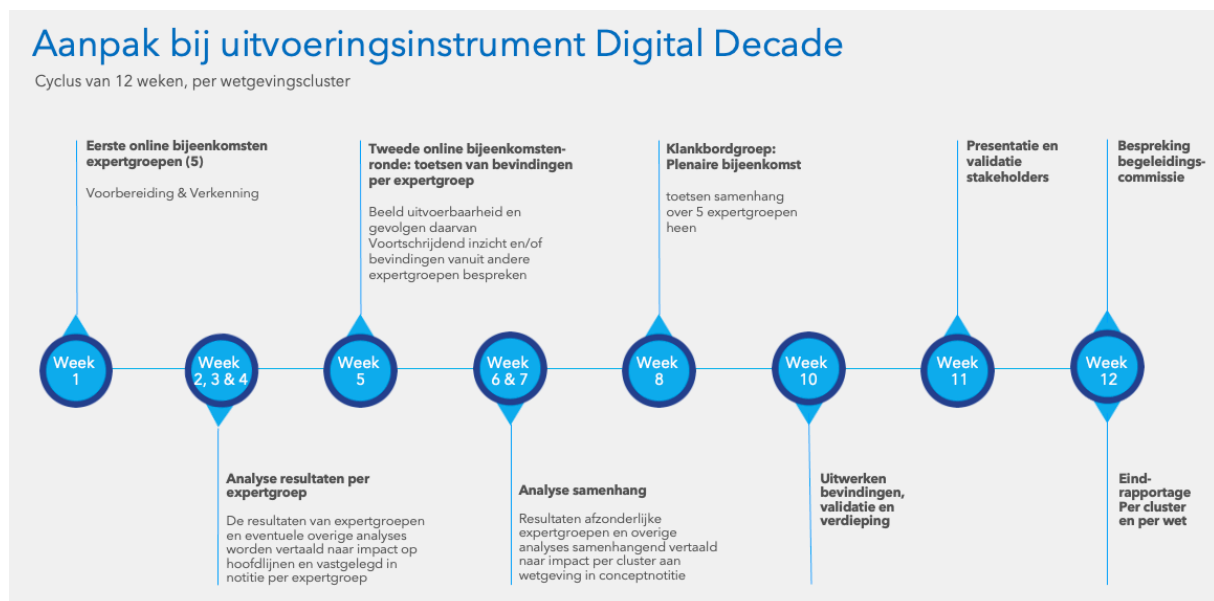 Aanpak bij uitvoeringsinstrument Digital Decade
Cyclus van 12 weken, per wetgevingscluster
Eerste online bijeenkomsten
expertgroepen (5)
Voorbereiding & Verkenning
Tweede online bijeenkomsten-
ronde: toetsen van bevindingen
per expertgroep
Beeld uitvoerbaarheid en
gevolgen daarvan
Voortschrijdend inzicht en/of
bevindingen vanuit andere
expertgroepen bespreken
Klankbordgroep:
Plenaire bijeenkomst
toetsen samenhang
over 5 expertgroepen
heen
Presentatie en
validatie
stakeholders
Bespreking
begeleidings-
commissie
Week
1
Week
2, 3 & 4
Week
5
Week
6 & 7
Week
8
Week
10
Week
11
Week
12
Analyse resultaten per
expertgroep
De resultaten van expertgroepen
en eventuele overige analyses
worden vertaald naar impact op
hoofdlijnen en vastgelegd in
notitie per expertgroep
Analyse samenhang
Resultaten afzonderlijke
expertgroepen en overige
analyses samenhangend vertaald
naar impact per cluster aan
wetgeving in conceptnotitie
Uitwerken
bevindingen,
validatie en
verdieping
Eind-
rapportage
Per cluster
en per wet